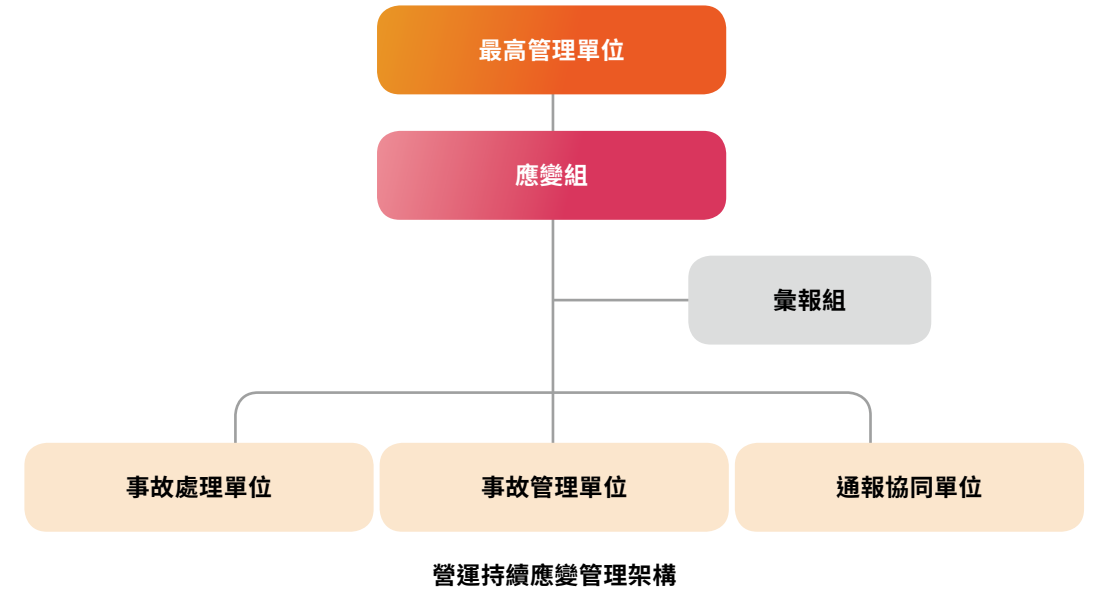 最高管理單位
應變組
彙報組
事故處理單位
事故管理單位
通報協同單位
營運持續應變管理架構